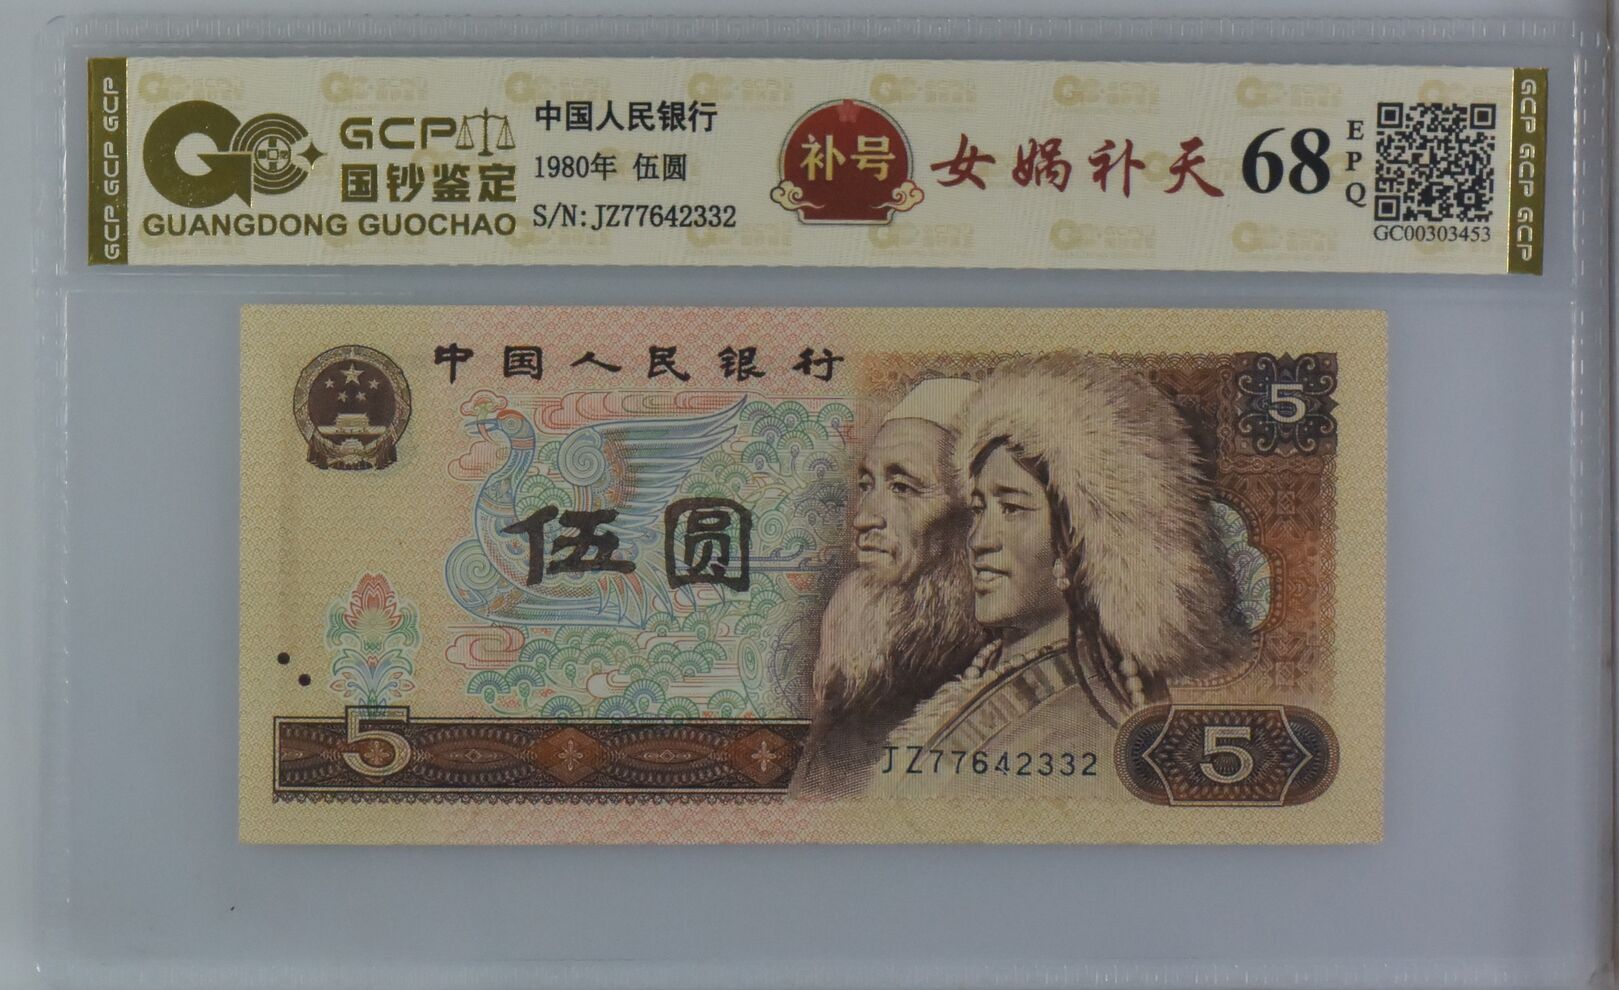 GCP GCP GCP
GCP
国钞鉴定
GUANGDONG GUOCHAO
中国人民银行
1980年 伍圆
S/N: JZ77642332
补号
女娲补天
68
EPQ
GC00303453
GCP GCP GCP
中国人民银行
5
伍圆
5
JZ77642332
5